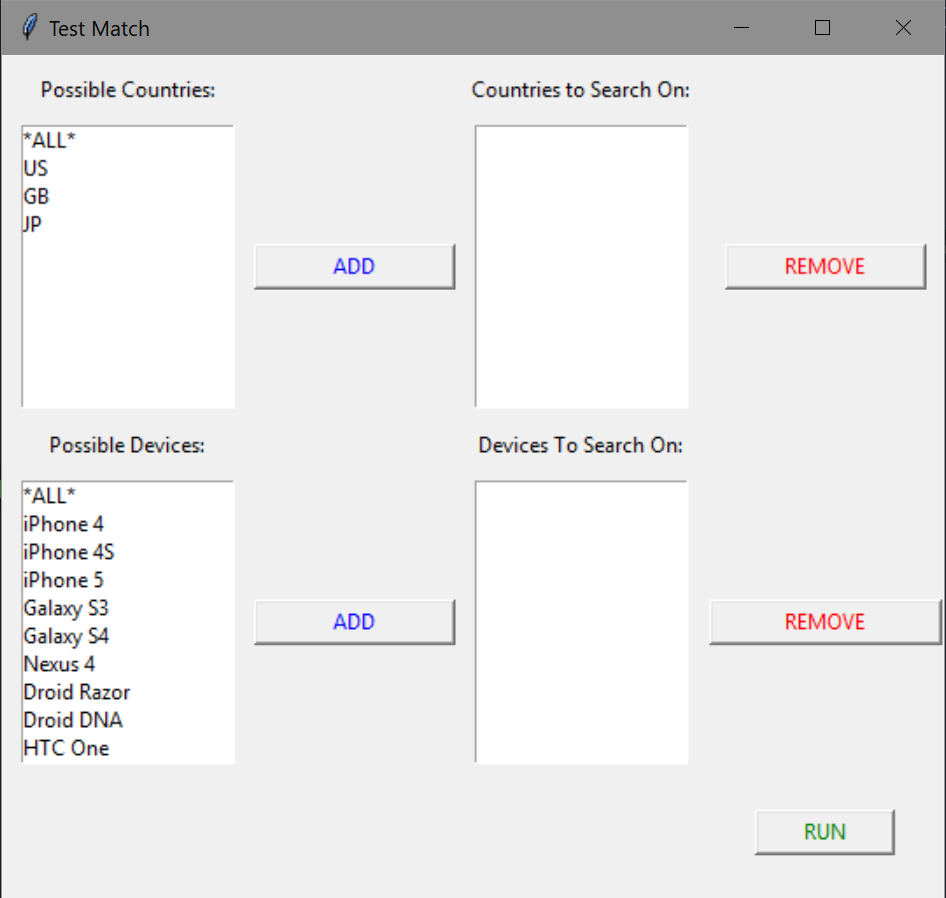 Test Match
Possible Countries:
Countries to Search On:
*ALL*
US
GB
JP
ADD
REMOVE
Possible Devices:
Devices To Search On:
*ALL*
iPhone 4
iPhone 4S
iPhone 5
Galaxy S3
Galaxy S4
Nexus 4
Droid Razor
Droid DNA
HTC One
ADD
REMOVE
RUN